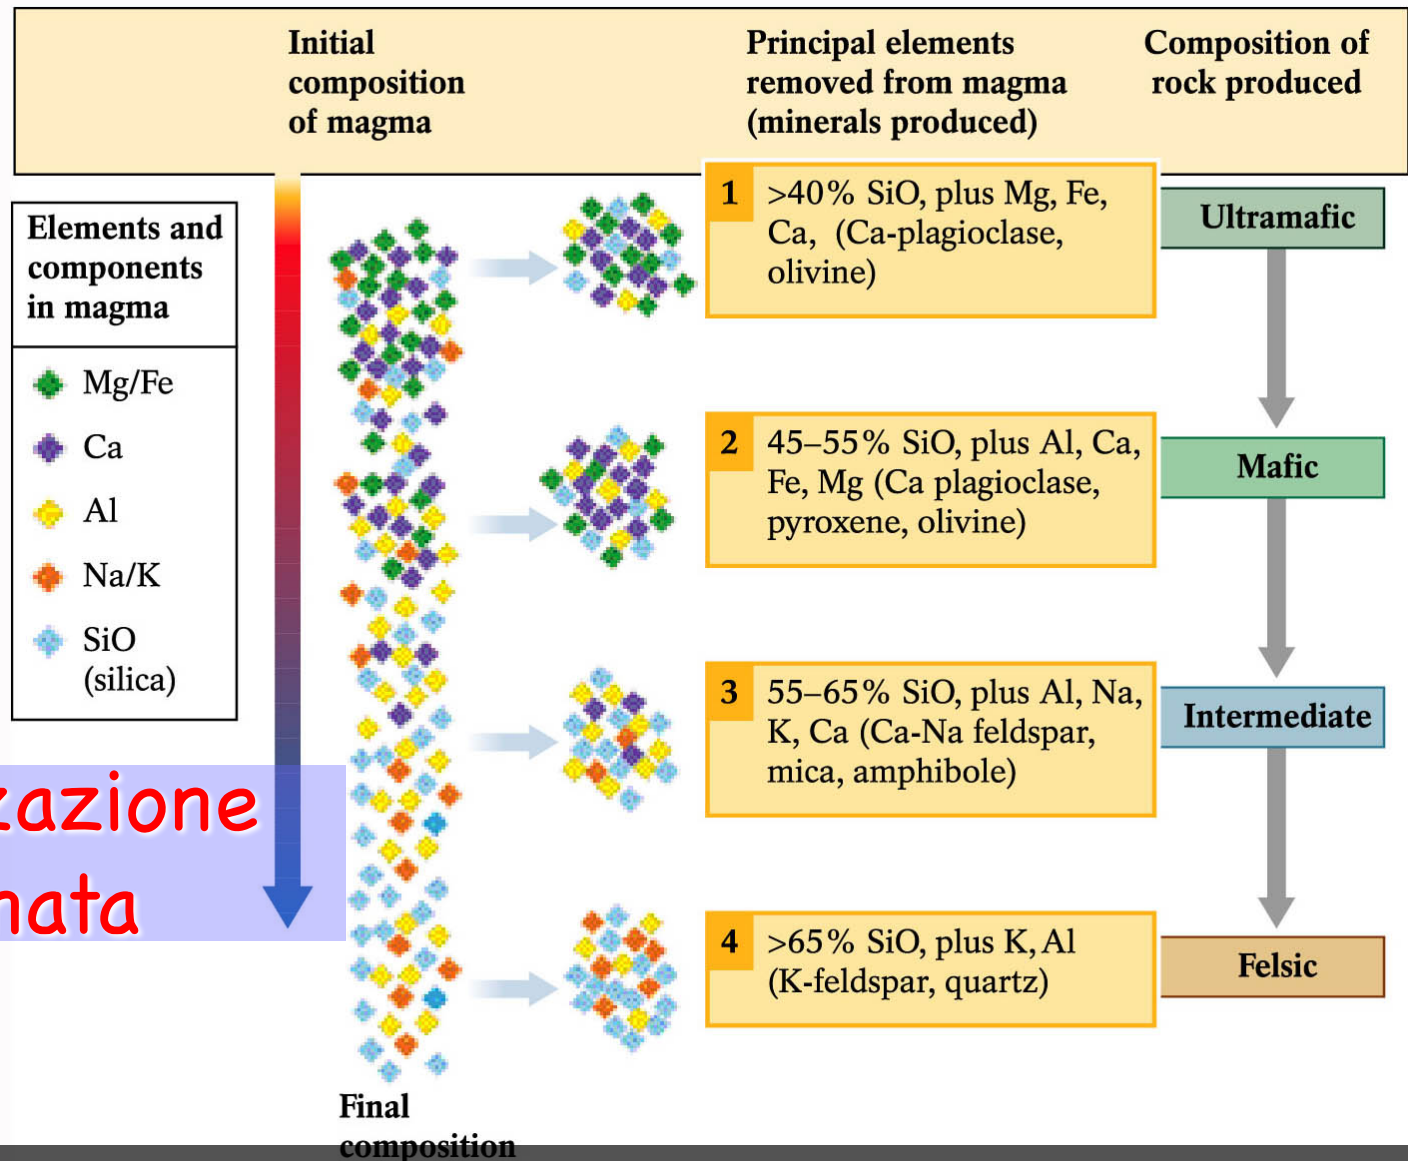 Initial
composition
of magma
Principal elements
removed from magma
(minerals produced)
Composition of
rock produced
Elements and
components
in magma
Mg/Fe
Ca
Al
Na/K
SiO
(silica)
1 >40% SiO, plus Mg, Fe,
Ca, (Ca-plagioclase,
olivine)
Ultramafic
2 45–55% SiO, plus Al, Ca,
Fe, Mg (Ca plagioclase,
pyroxene, olivine)
Mafic
3 55–65% SiO, plus Al, Na,
K, Ca (Ca-Na feldspar,
mica, amphibole)
Intermediate
4 >65% SiO, plus K, Al
(K-feldspar, quartz)
Felsic
zazione
nata
Final
composition